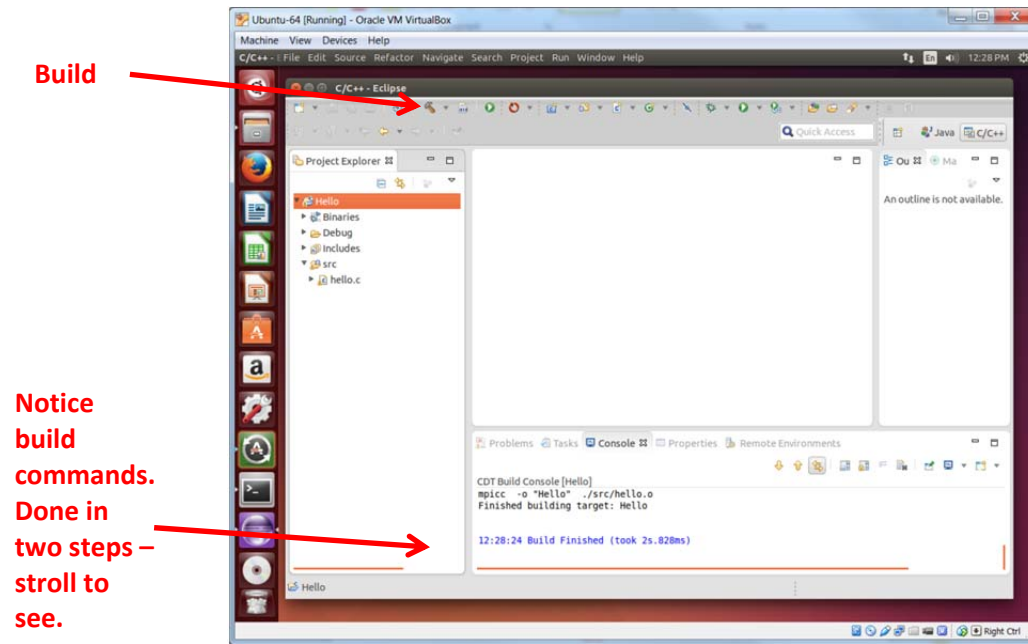 Ubuntu-64 [Running] - Oracle VM VirtualBox
Machine View Devices Help
C/C++ - File Edit Source Refactor Navigate Search Project Run Window Help
En 12:28 PM
Build
C/C++ - Eclipse
Quick Access
Java C/C++
Project Explorer
Ou Ma
Hello
An outline is not available.
Binaries
Debug
Includes
src
hello.c
a
Notice
build
commands.
Done in
two steps –
stroll to
see.
Problems Tasks Console Properties Remote Environments
CDT Build Console [Hello]
mpicc -o "Hello" ./src/hello.o
Finished building target: Hello
12:28:24 Build Finished (took 2s.828ms)
Hello
Right Ctrl